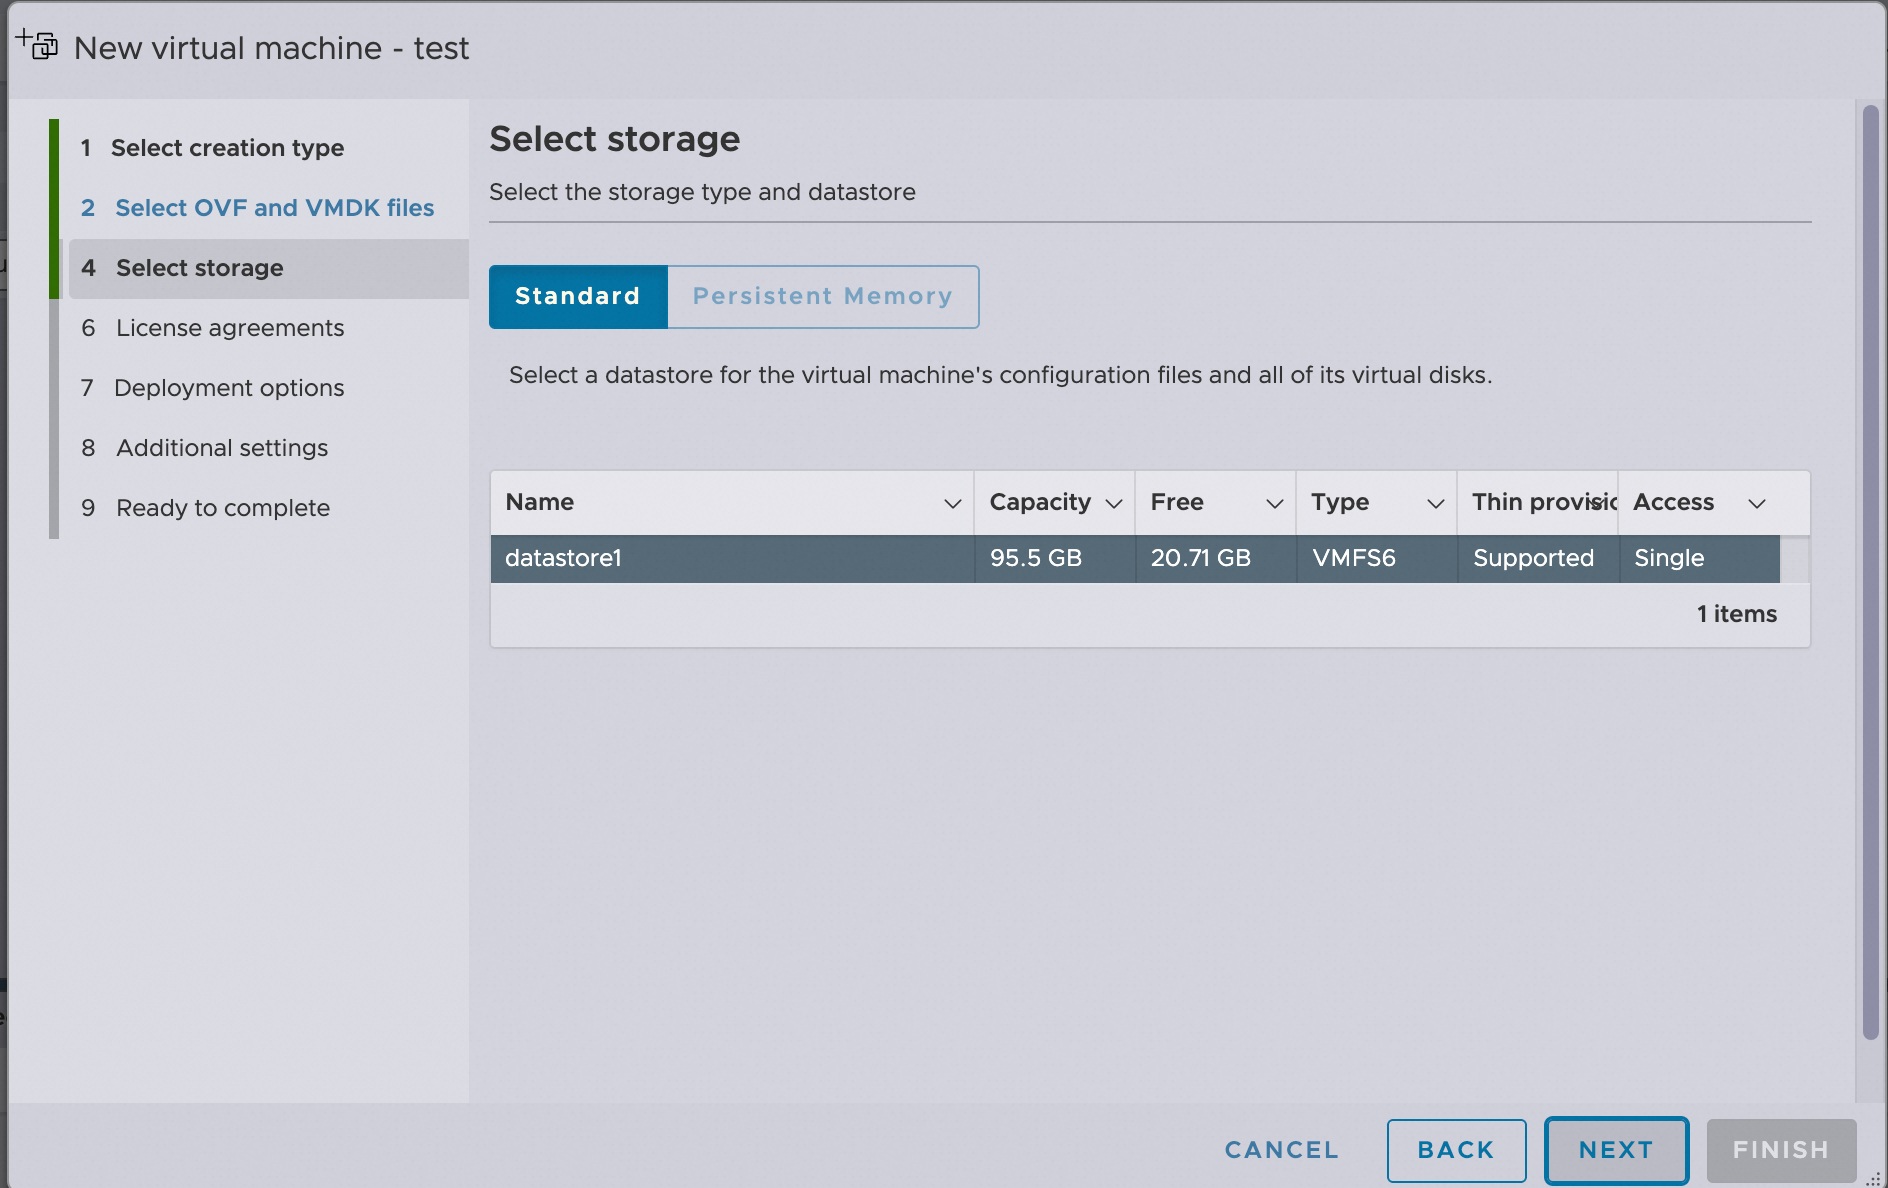 New virtual machine - test
1 Select creation type
2 Select OVF and VMDK files
4 Select storage
6 License agreements
7 Deployment options
8 Additional settings
9 Ready to complete
Select storage
Select the storage type and datastore
Standard Persistent Memory
Select a datastore for the virtual machine's configuration files and all of its virtual disks.
Name Capacity Free Type Thin provisic Access
datastore1 95.5 GB 20.71 GB VMFS6 Supported Single
1 items
CANCEL BACK NEXT FINISH